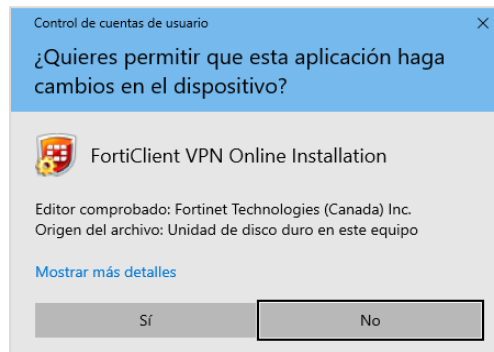 Control de cuentas de usuario
¿Quieres permitir que esta aplicación haga
cambios en el dispositivo?
FortiClient VPN Online Installation
Editor comprobado: Fortinet Technologies (Canada) Inc.
Origen del archivo: Unidad de disco duro en este equipo
Mostrar más detalles
Sí
No